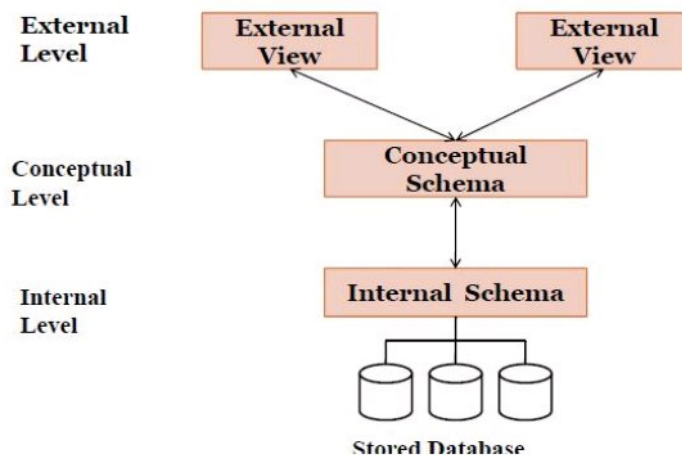 External
Level
External
View
External
View
Conceptual
Level
Conceptual
Schema
Internal
Level
Internal Schema
Stored Database